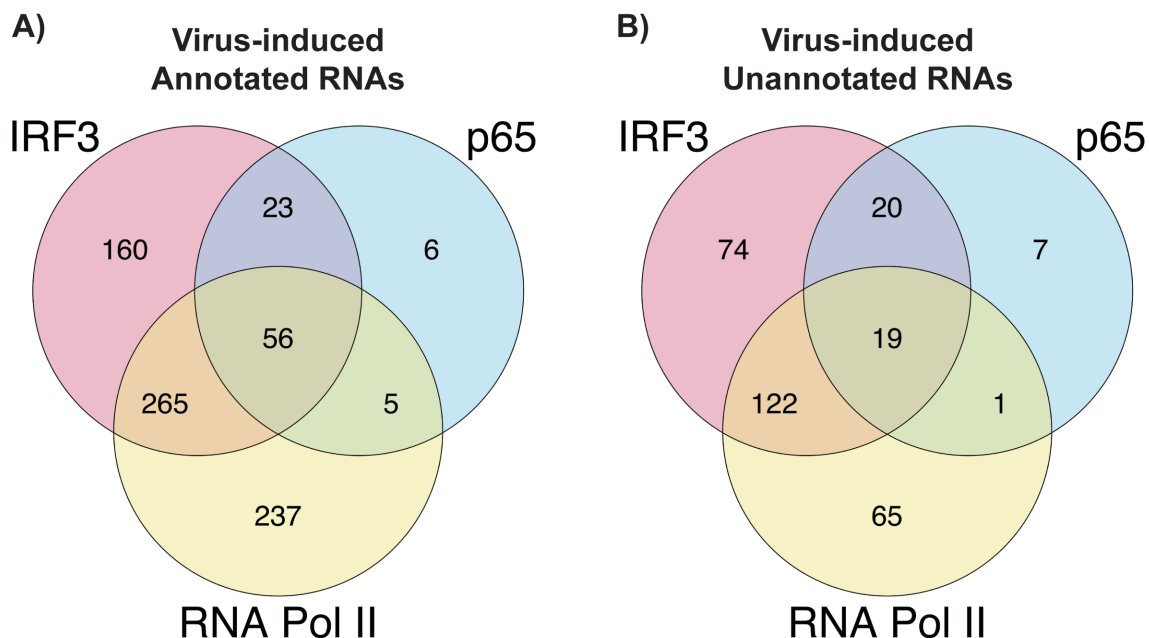 A)
Virus-induced
Annotated RNAs
IRF3
p65
23
160
6
56
265
5
237
RNA Pol II
B)
Virus-induced
Unannotated RNAs
IRF3
p65
20
74
7
19
122
1
65
RNA Pol II